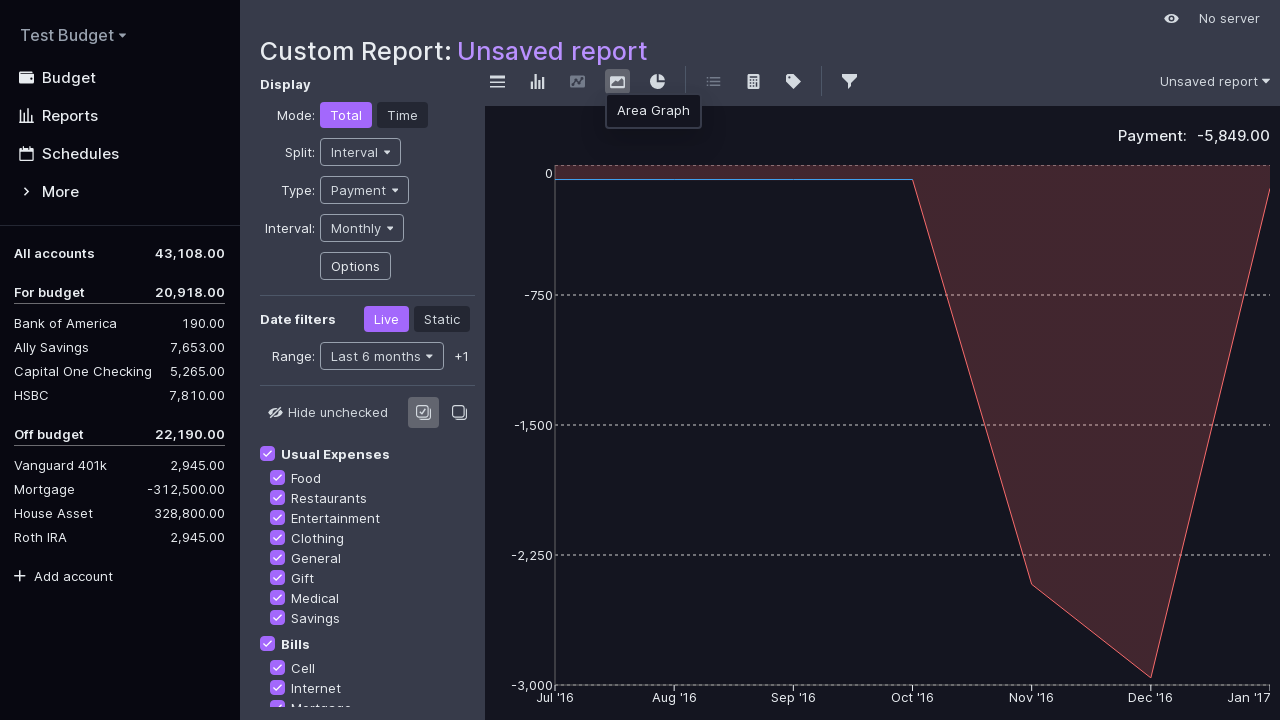 Test Budget
Budget
Reports
Schedules
More
All accounts 43,108.00
For budget 20,918.00
Bank of America 190.00
Ally Savings 7,653.00
Capital One Checking 5,265.00
HSBC 7,810.00
Off budget 22,190.00
Vanguard 401k 2,945.00
Mortgage -312,500.00
House Asset 328,800.00
Roth IRA 2,945.00
Add account
No server
Custom Report: Unsaved report
Display
Mode: Total Time
Split: Interval
Type: Payment
Interval: Monthly
Options
Date filters Live Static
Range: Last 6 months +1
Hide unchecked
Usual Expenses
Food
Restaurants
Entertainment
Clothing
General
Gift
Medical
Savings
Bills
Cell
Internet
Mortgage
Unsaved report
Area Graph
Payment: -5,849.00
0
-750
-1,500
-2,250
-3,000
Jul '16 Aug '16 Sep '16 Oct '16 Nov '16 Dec '16 Jan '17